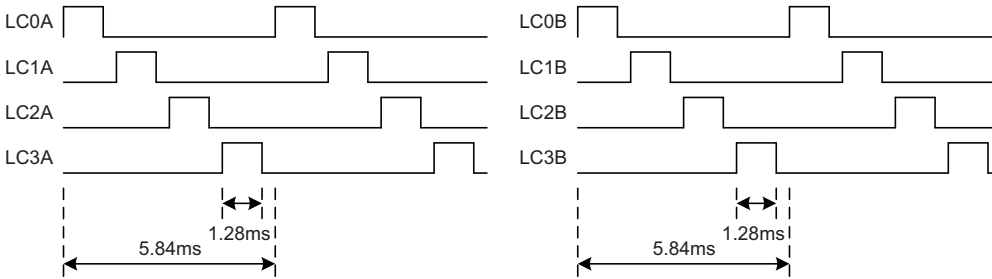 LC0A
LC1A
LC2A
LC3A
1.28ms
5.84ms
LC0B
LC1B
LC2B
LC3B
1.28ms
5.84ms